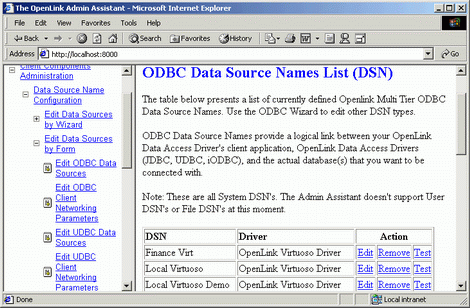 The OpenLink Admin Assistant - Microsoft Internet Explorer
File Edit View Favorites Tools Help
Back Search Favorites History
Address http://localhost:8000 Go
Client Components
Administration
Data Source Name
Configuration
Edit Data Sources
by Wizard
Edit Data Sources
by Form
Edit ODBC Data
Sources
Edit ODBC
Client
Networking
Parameters
Edit UDBC Data
Sources
Edit UDBC
Client
Networking
ODBC Data Source Names List (DSN)
The table below presents a list of currently defined Openlink Multi Tier ODBC
Data Source Names. Use the ODBC Wizard to edit other DSN types.
ODBC Data Source Names provide a logical link between your OpenLink
Data Access Driver's client application, OpenLink Data Access Drivers
(JDBC, UDBC, iODBC), and the actual database(s) that you want to be
connected with.
Note: These are all System DSN's. The Admin Assistant doesn't support User
DSN's or File DSN's at this moment.
DSN Driver Action
Finance Virt OpenLink Virtuoso Driver Edit Remove Test
Local Virtuoso OpenLink Virtuoso Driver Edit Remove Test
Local Virtuoso Demo OpenLink Virtuoso Driver Edit Remove Test
Done Local intranet